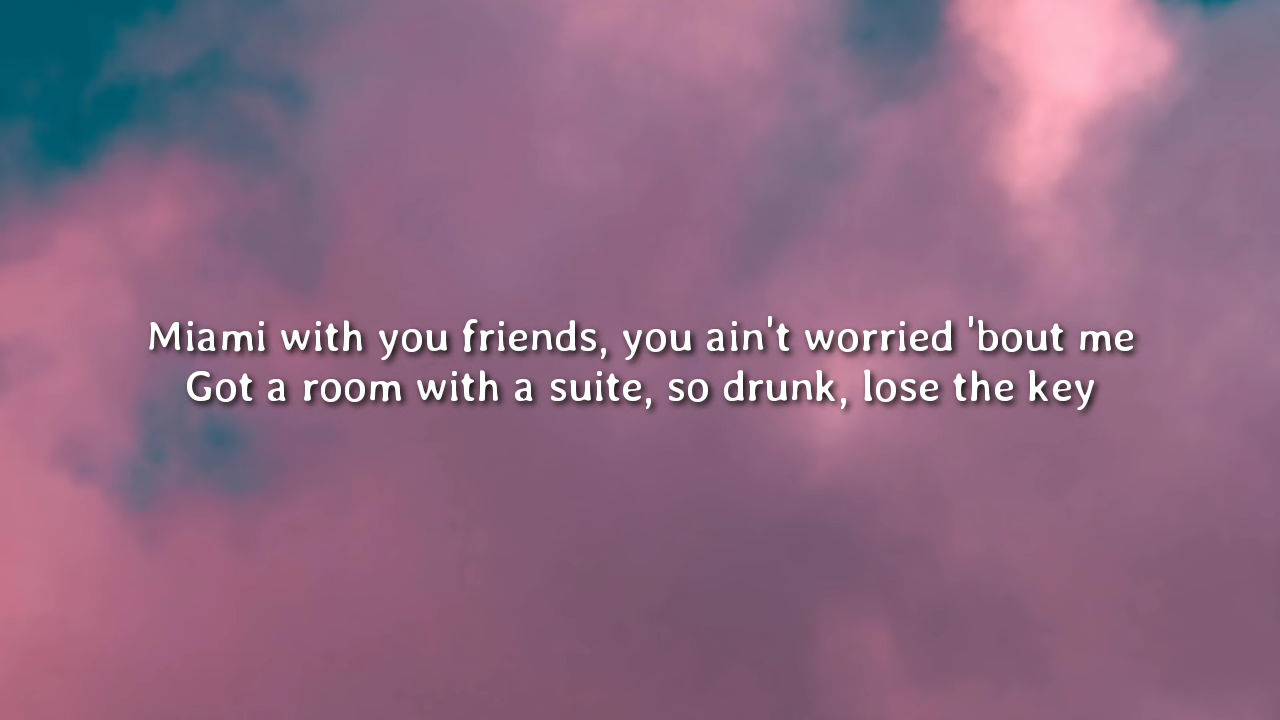 Miami with you friends, you ain't worried 'bout me
Got a room with a suite, so drunk, lose the key